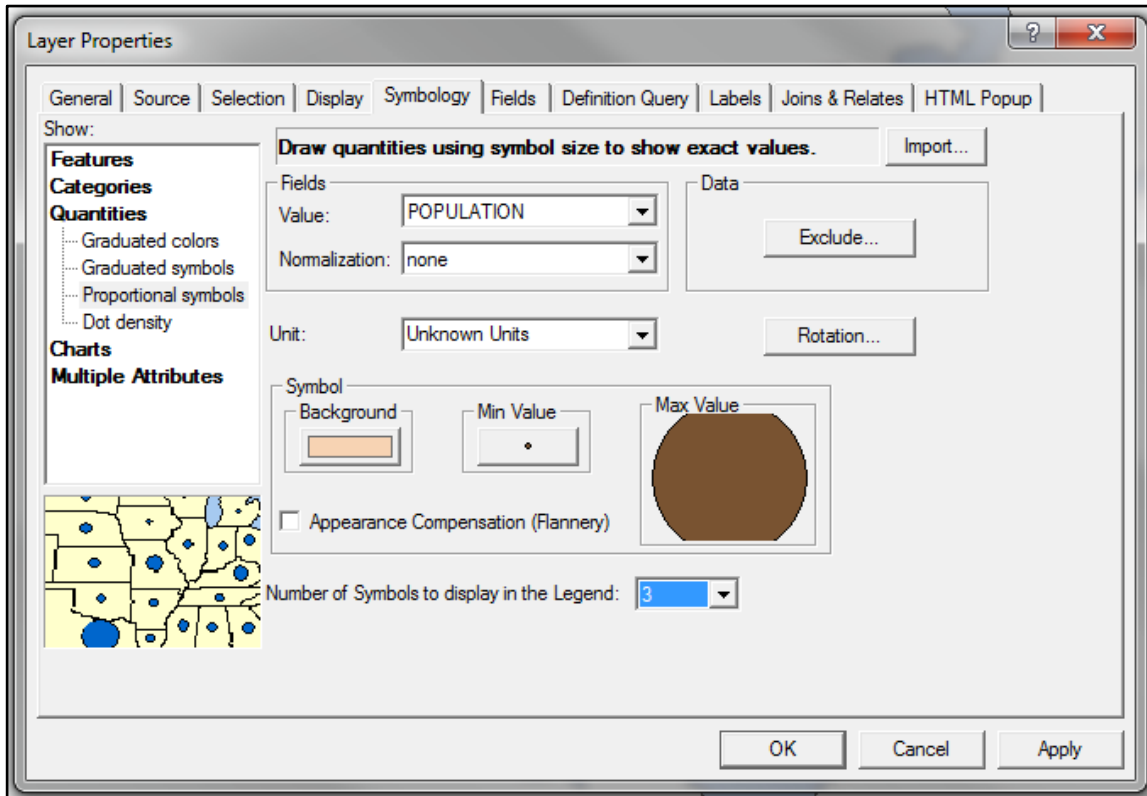 Layer Properties
?
X
General Source Selection Display Symbology Fields Definition Query Labels Joins & Relates HTML Popup
Show:
Features
Categories
Quantities
Graduated colors
Graduated symbols
Proportional symbols
Dot density
Charts
Multiple Attributes
Draw quantities using symbol size to show exact values.
Import...
Fields
Value: POPULATION
Normalization: none
Data
Exclude...
Unit: Unknown Units
Rotation...
Symbol
Background
Min Value
Max Value
Appearance Compensation (Flannery)
Number of Symbols to display in the Legend: 3
OK Cancel Apply